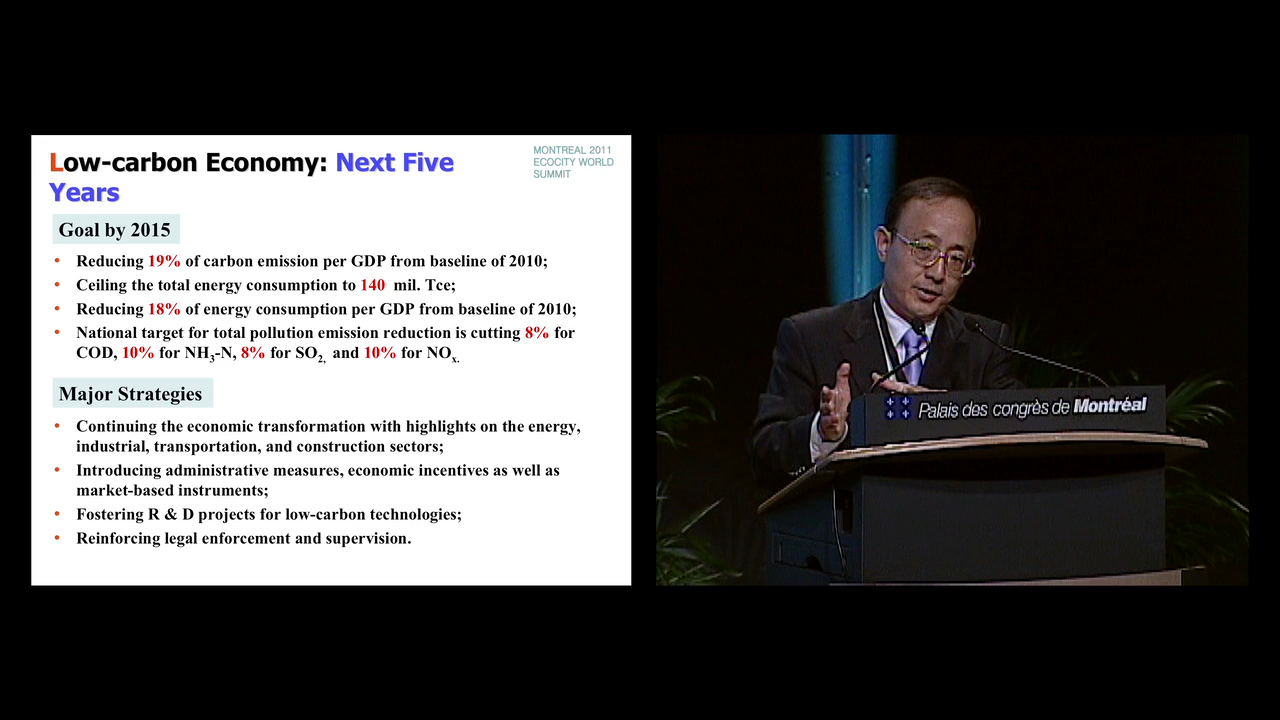 Low-carbon Economy: Next Five
Years
MONTREAL 2011
ECOCITY WORLD
SUMMIT
Goal by 2015
• Reducing 19% of carbon emission per GDP from baseline of 2010;
• Ceiling the total energy consumption to 140 mil. Tce;
• Reducing 18% of energy consumption per GDP from baseline of 2010;
• National target for total pollution emission reduction is cutting 8% for
COD, 10% for NH3-N, 8% for SO2, and 10% for NOx.
Major Strategies
• Continuing the economic transformation with highlights on the energy,
industrial, transportation, and construction sectors;
• Introducing administrative measures, economic incentives as well as
market-based instruments;
• Fostering R & D projects for low-carbon technologies;
• Reinforcing legal enforcement and supervision.
Palais des congrès de Montréal